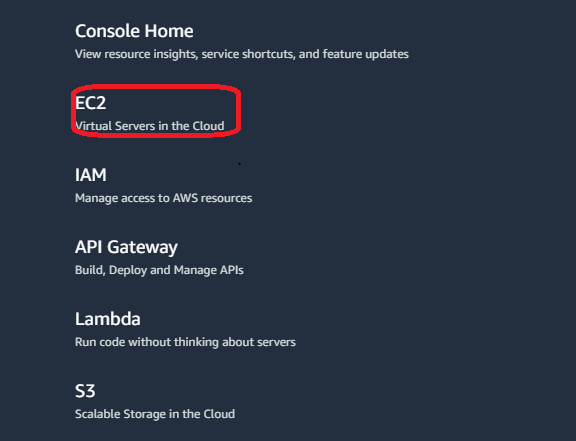 Console Home
View resource insights, service shortcuts, and feature updates
EC2
Virtual Servers in the Cloud
IAM
Manage access to AWS resources
API Gateway
Build, Deploy and Manage APIs
Lambda
Run code without thinking about servers
S3
Scalable Storage in the Cloud